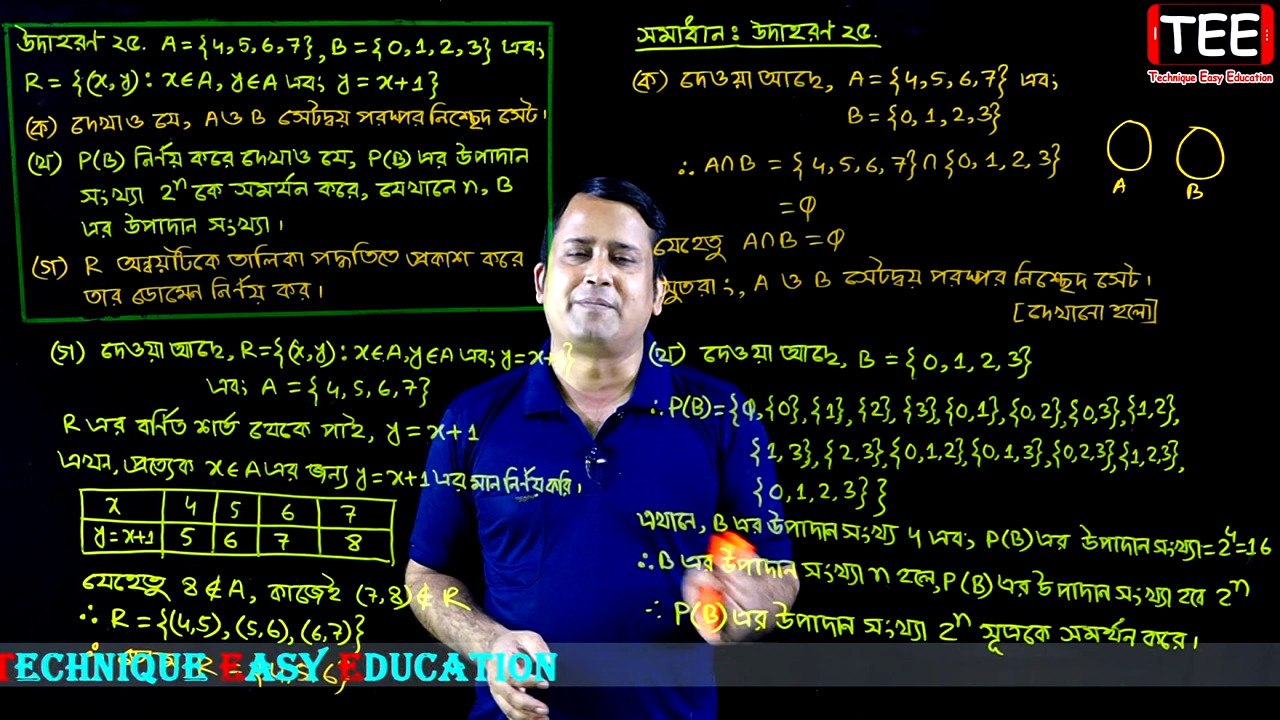 উদাহরণ ২৫. A = {4, 5, 6, 7}, B = {0, 1, 2, 3} এবং
R = {(x, y) : x∈A, y∈A এবং y = x+1}
(ক) দেখাও যে, A ও B সেটদ্বয় পরস্পর নিশ্ছেদ সেট।
(খ) P(B) নির্ণয় করে দেখাও যে, P(B) এর উপাদান
সংখ্যা 2ⁿ কে সমর্থন করে, যেখানে n, B
এর উপাদান সংখ্যা।
(গ) R অন্বয়টিকে তালিকা পদ্ধতিতে প্রকাশ করে
তার ডোমেন নির্ণয় কর।
সমাধান : উদাহরণ ২৫.
(ক) দেওয়া আছে, A = {4, 5, 6, 7} এবং
B = {0, 1, 2, 3}
∴ A∩B = {4, 5, 6, 7} ∩ {0, 1, 2, 3}
= φ
যেহেতু A∩B = φ
সুতরাং, A ও B সেটদ্বয় পরস্পর নিশ্ছেদ সেট।
[দেখানো হলো]
A B
(খ) দেওয়া আছে, B = {0, 1, 2, 3}
∴ P(B) = {φ, {0}, {1}, {2}, {3}, {0,1}, {0,2}, {0,3}, {1,2},
{1,3}, {2,3}, {0,1,2}, {0,1,3}, {0,2,3}, {1,2,3},
{0,1,2,3}}
এখানে, B এর উপাদান সংখ্য 4 এবং P(B) এর উপাদান সংখ্যা = 2⁴ = 16
∴ B এর উপাদান সংখ্যা n হলে, P(B) এর উপাদান সংখ্যা হবে 2ⁿ
∴ P(B) এর উপাদান সংখ্যা 2ⁿ সূত্রকে সমর্থন করে।
(গ) দেওয়া আছে, R = {(x, y) : x∈A, y∈A এবং y = x+1}
এবং A = {4, 5, 6, 7}
R এর বর্ণিত শর্ত থেকে পাই, y = x+1
এখন, প্রত্যেক x∈A এর জন্য y = x+1 এর মান নির্ণয় করি।
x 4 5 6 7
y = x+1 5 6 7 8
যেহেতু 8 ∉ A, কাজেই (7, 8) ∉ R
∴ R = {(4,5), (5,6), (6,7)}
TEE
Technique Easy Education
TECHNIQUE EASY EDUCATION